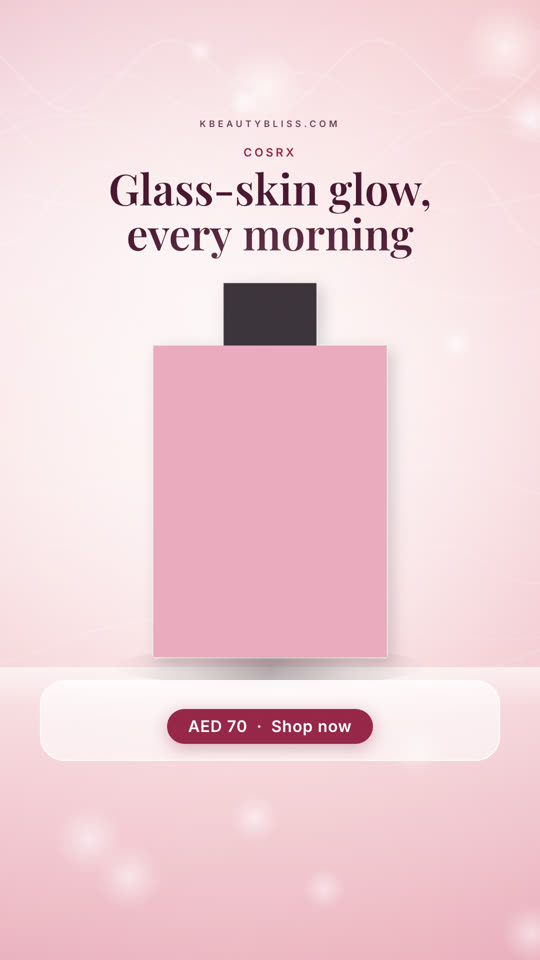 KBEAUTYBLISS.COM
COSRX
Glass-skin glow,
every morning
AED 70 · Shop now